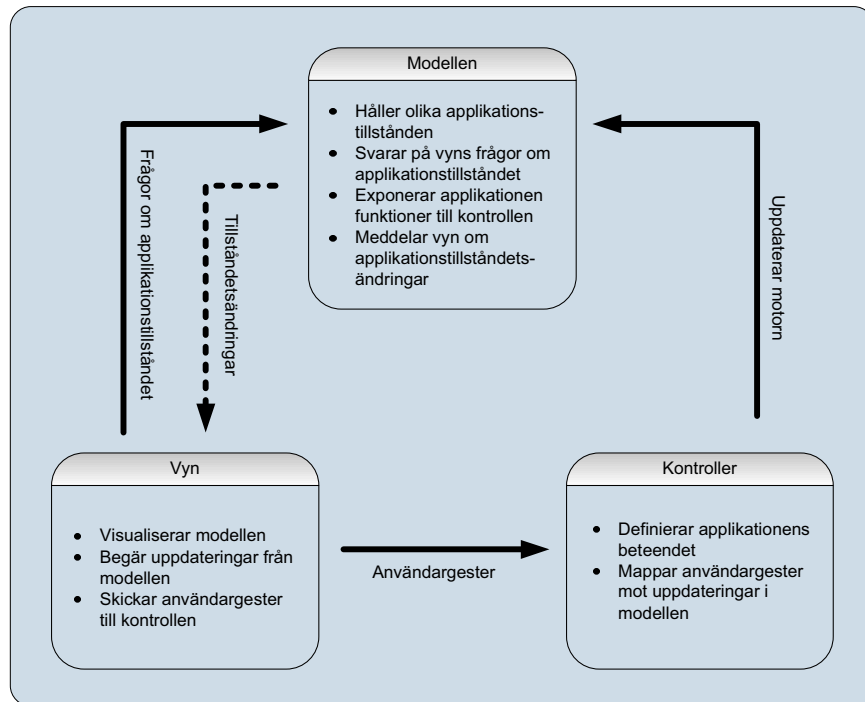 Modellen
• Håller olika applikations-
tillstånden
• Svarar på vyns frågor om
applikationstillståndet
• Exponerar applikationen
funktioner till kontrollen
• Meddelar vyn om
applikationstillståndets-
ändringar
Frågor om applikationstillståndet
Tillståndetsändringar
Uppdaterar motorn
Vyn
• Visualiserar modellen
• Begär uppdateringar från
modellen
• Skickar användargester
till kontrollen
Användargester
Kontroller
• Definierar applikationens
beteendet
• Mappar användargester
mot uppdateringar i
modellen